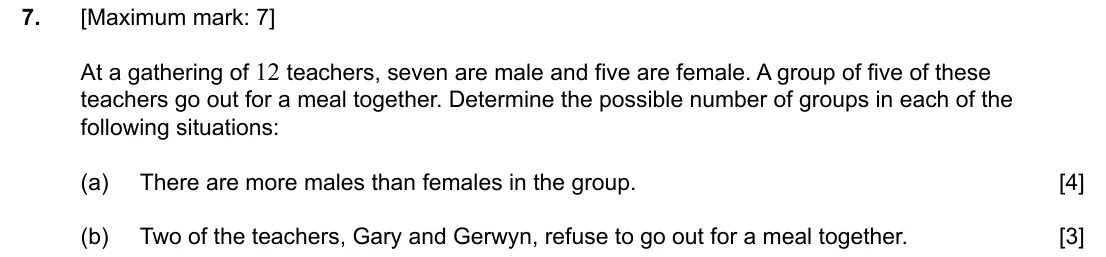 7. [Maximum mark: 7]
At a gathering of 12 teachers, seven are male and five are female. A group of five of these
teachers go out for a meal together. Determine the possible number of groups in each of the
following situations:
(a) There are more males than females in the group. [4]
(b) Two of the teachers, Gary and Gerwyn, refuse to go out for a meal together. [3]